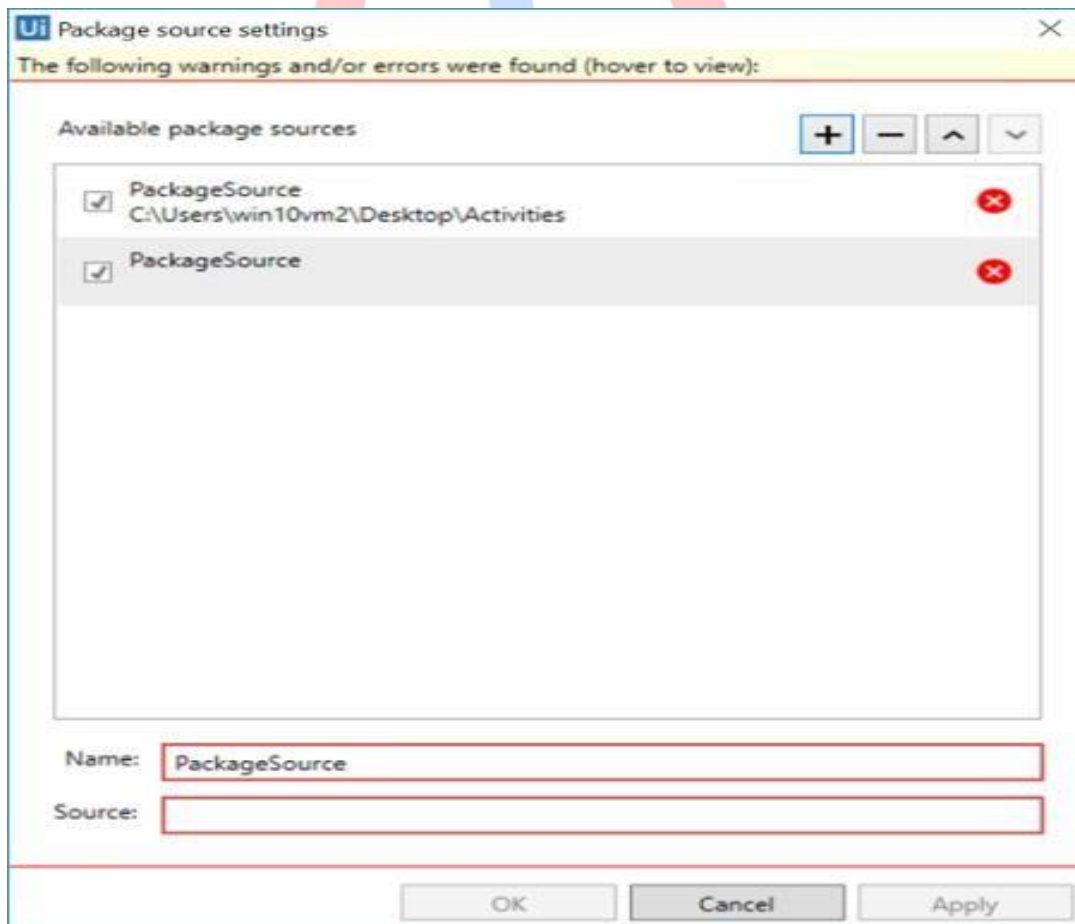 Ui Package source settings
The following warnings and/or errors were found (hover to view):
Available package sources
PackageSource
C:\Users\win10vm2\Desktop\Activities
PackageSource
Name: PackageSource
Source:
OK Cancel Apply